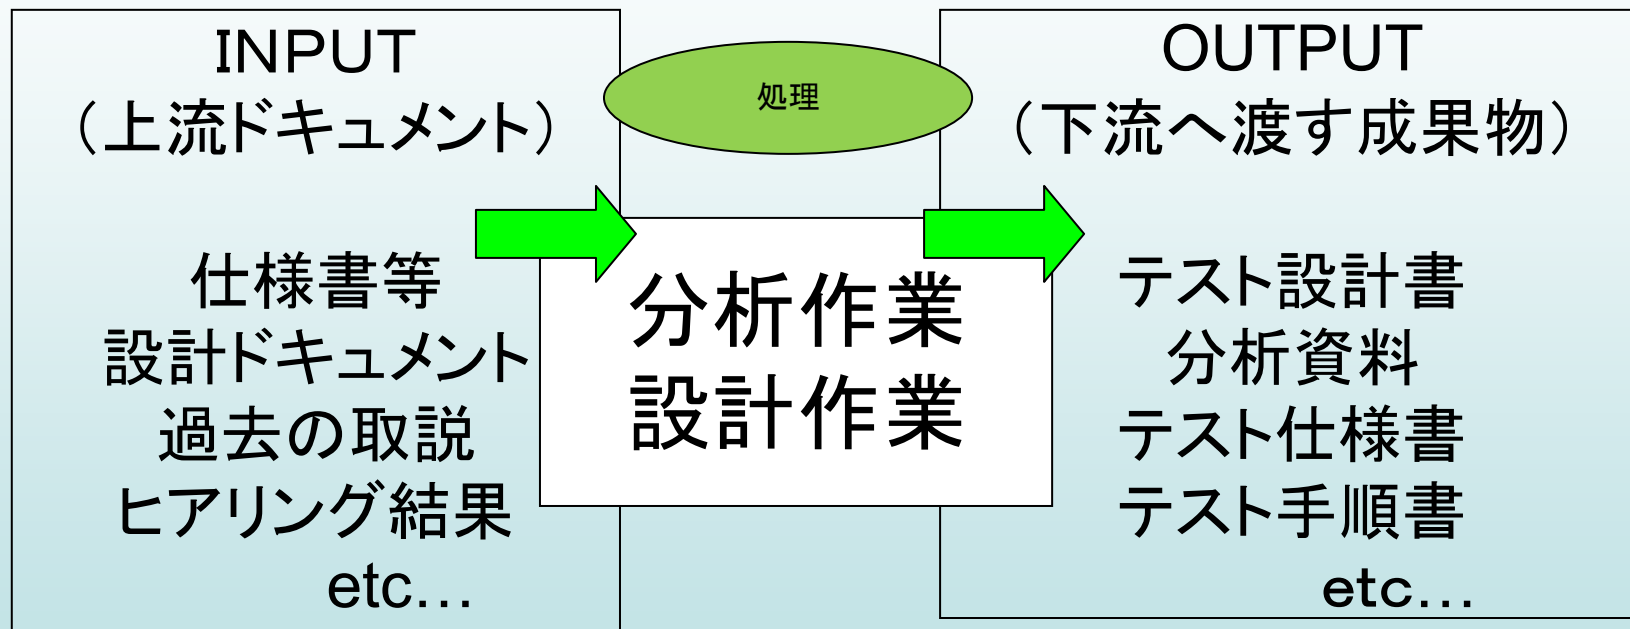 INPUT
（上流ドキュメント）
仕様書等
設計ドキュメント
過去の取説
ヒアリング結果
etc…
処理
分析作業
設計作業
OUTPUT
（下流へ渡す成果物）
テスト設計書
分析資料
テスト仕様書
テスト手順書
etc…